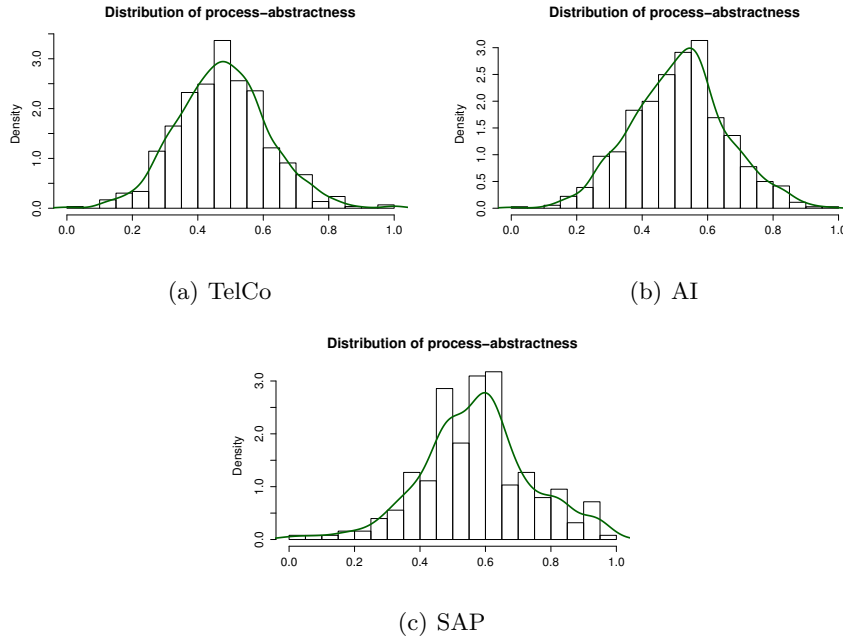 Distribution of process−abstractness
Density
0.0 1.0 2.0 3.0
0.0 0.2 0.4 0.6 0.8 1.0
(a) TelCo
Distribution of process−abstractness
Density
0.0 0.5 1.0 1.5 2.0 2.5 3.0
0.0 0.2 0.4 0.6 0.8 1.0
(b) AI
Distribution of process−abstractness
Density
0.0 1.0 2.0 3.0
0.0 0.2 0.4 0.6 0.8 1.0
(c) SAP